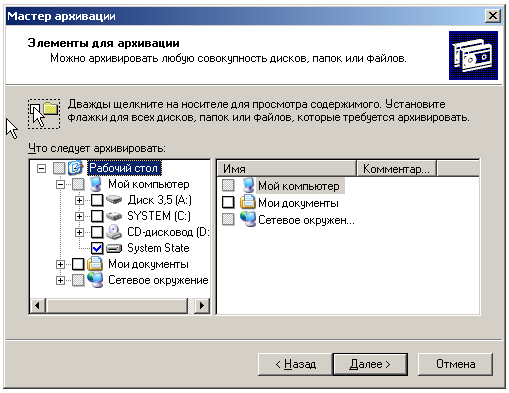 Мастер архивации
Элементы для архивации
Можно архивировать любую совокупность дисков, папок или файлов.
Дважды щелкните на носителе для просмотра содержимого. Установите
флажки для всех дисков, папок или файлов, которые требуется архивировать.
Что следует архивировать:
Рабочий стол
Мой компьютер
Диск 3,5 (A:)
SYSTEM (C:)
CD-дисковод (D:
System State
Мои документы
Сетевое окружение
Имя Комментар...
Мой компьютер
Мои документы
Сетевое окружен...
< Назад Далее > Отмена